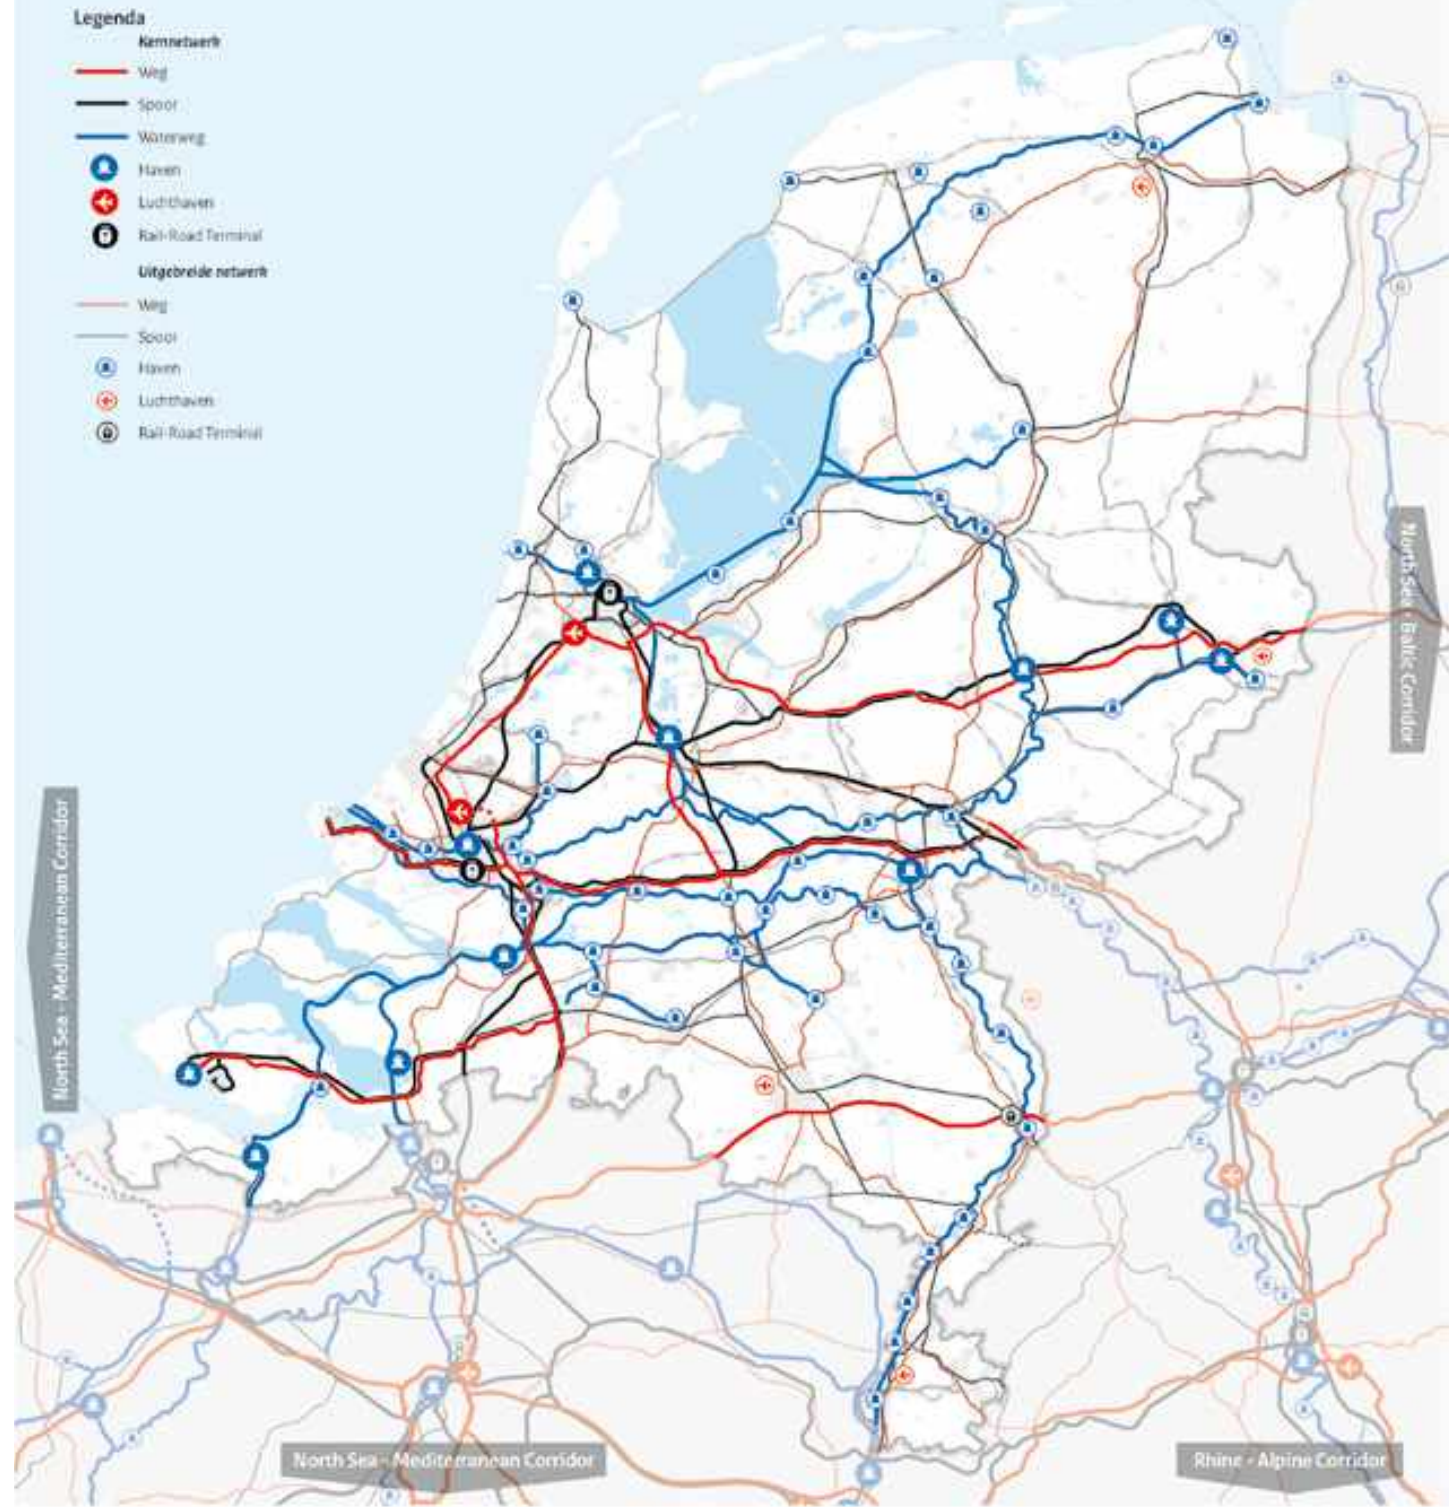 Legenda
Kernnetwerk
Weg
Spoor
Waterweg
Haven
Luchthaven
Rail-Road Terminal
Uitgebreide netwerk
Weg
Spoor
Haven
Luchthaven
Rail-Road Terminal
North Sea - Baltic Corridor
North Sea - Mediterranean Corridor
North Sea - Mediterranean Corridor
Rhine - Alpine Corridor